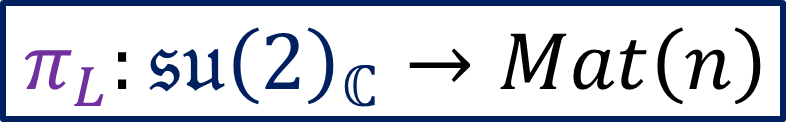 π_L: 𝔰𝔲(2)_ℂ → Mat(n)